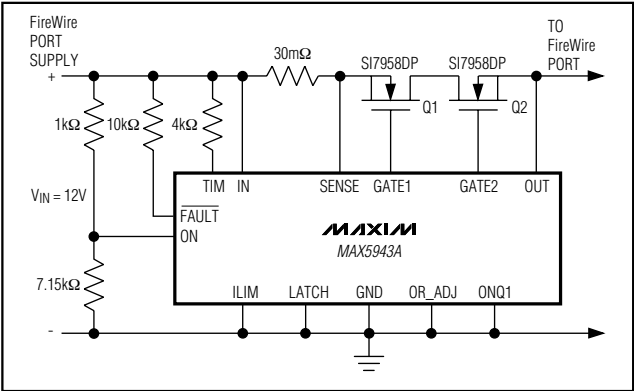 FireWire
PORT
SUPPLY
+
30mΩ
SI7958DP
SI7958DP
TO
FireWire
PORT
1kΩ
10kΩ
4kΩ
Q1
Q2
VIN = 12V
TIM
IN
SENSE
GATE1
GATE2
OUT
FAULT
ON
MAXIM
MAX5943A
7.15kΩ
ILIM
LATCH
GND
OR_ADJ
ONQ1
-